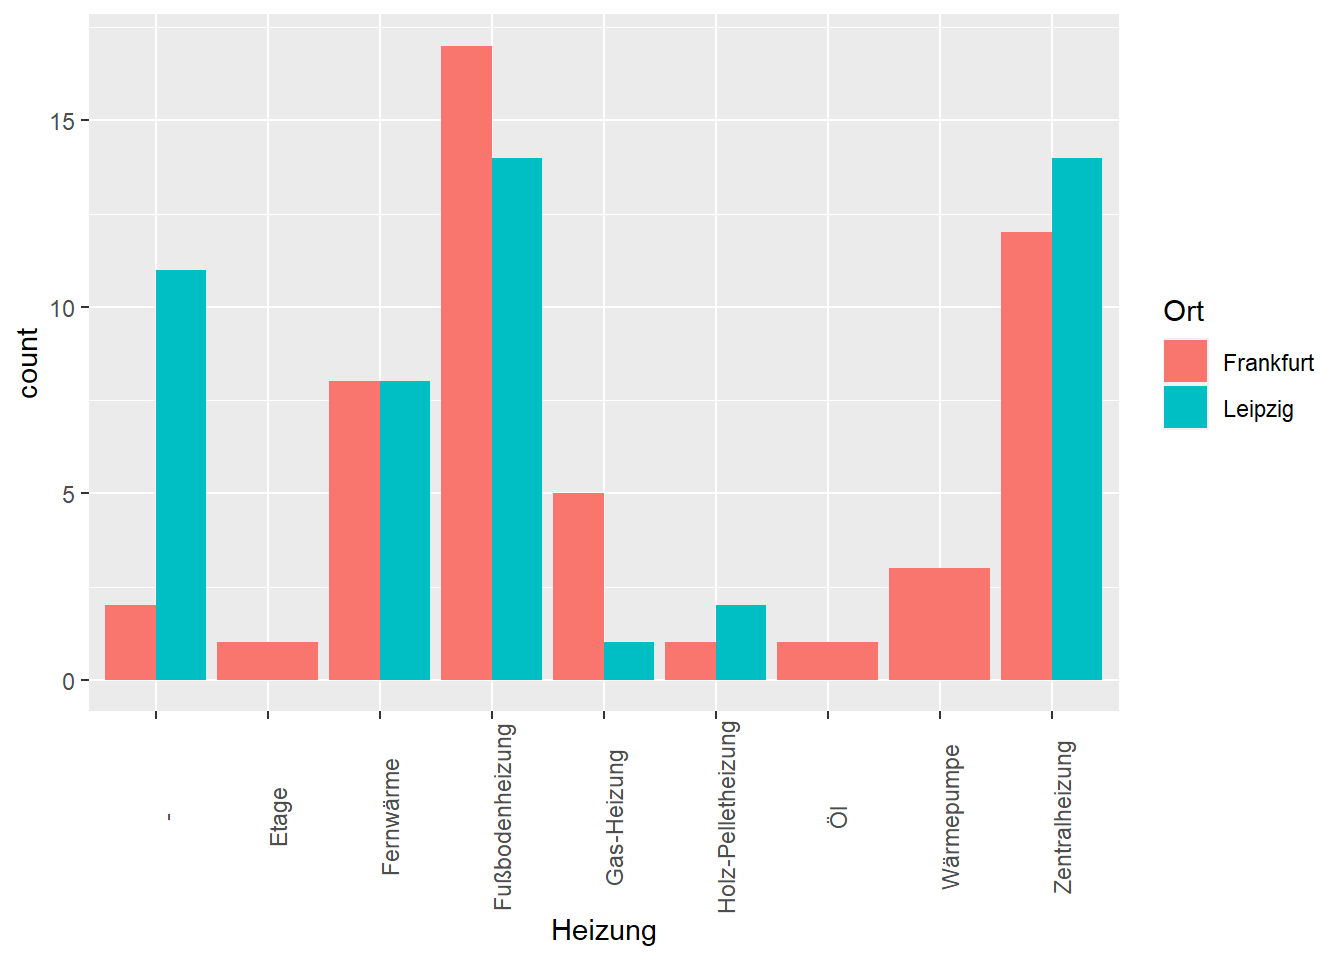 15
10
5
0
count
-
Etage
Fernwärme
Fußbodenheizung
Gas-Heizung
Holz-Pelletheizung
Öl
Wärmepumpe
Zentralheizung
Heizung
Ort
Frankfurt
Leipzig